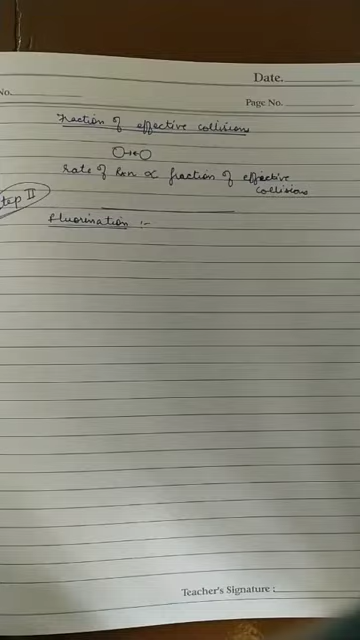 Date.
No.
Page No.
Fraction of effective collisions
rate of Rxn ∝ fraction of effective
collisions
Step II
Fluorination :-
Teacher's Signature :